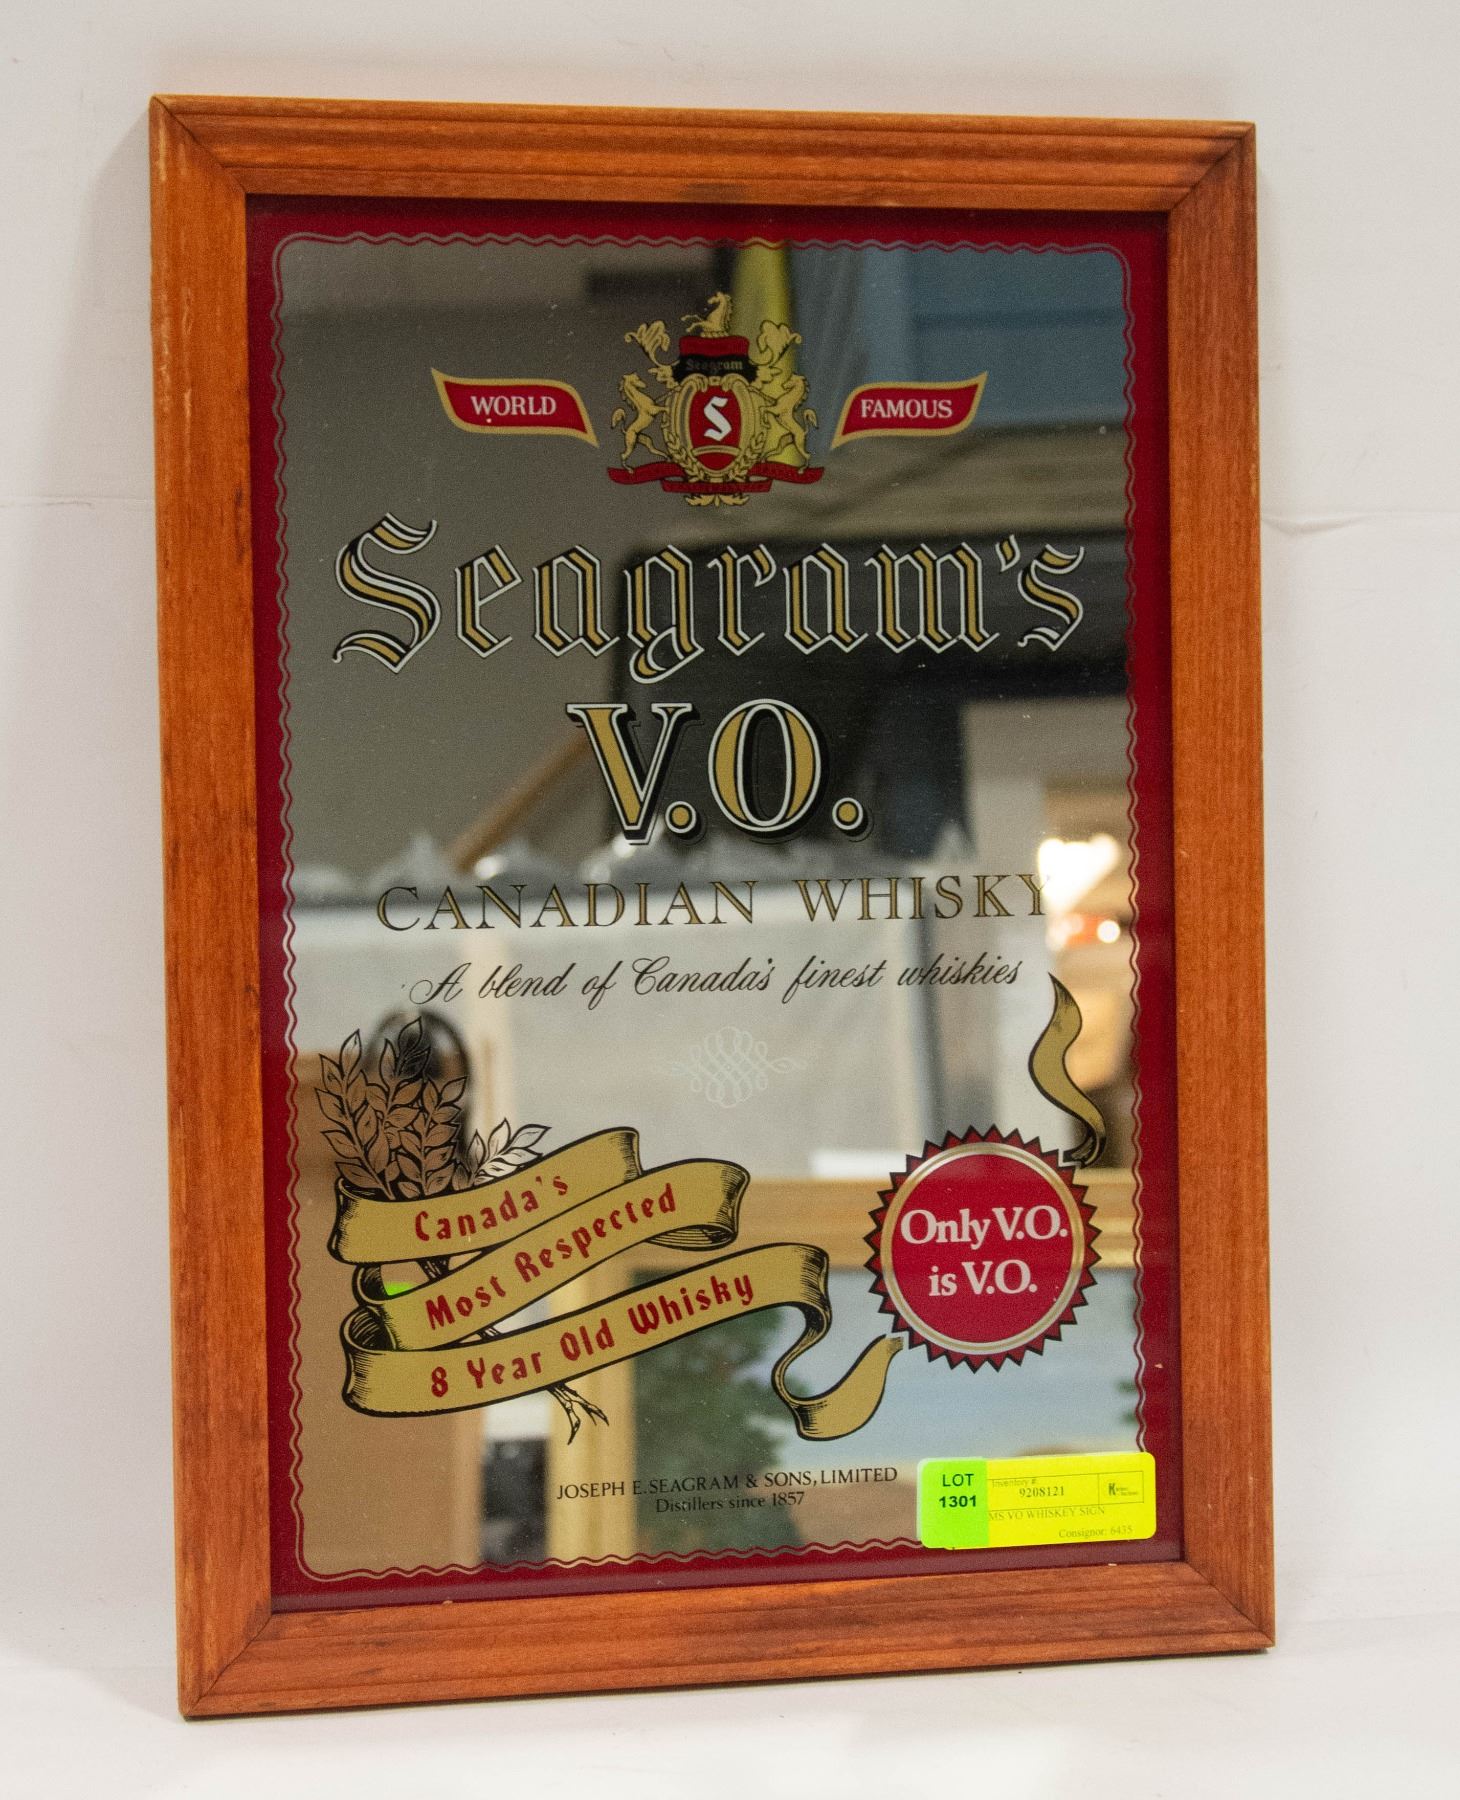 Seagram
WORLD
FAMOUS
S
Seagram's
V.O.
CANADIAN WHISKY
A blend of Canada's finest whiskies
Canada's
Most Respected
8 Year Old Whisky
Only V.O.
is V.O.
JOSEPH E. SEAGRAM & SONS, LIMITED
Distillers since 1857
LOT
1301
Inventory #:
9208121
MS VO WHISKEY SIGN
Consignor: 6435